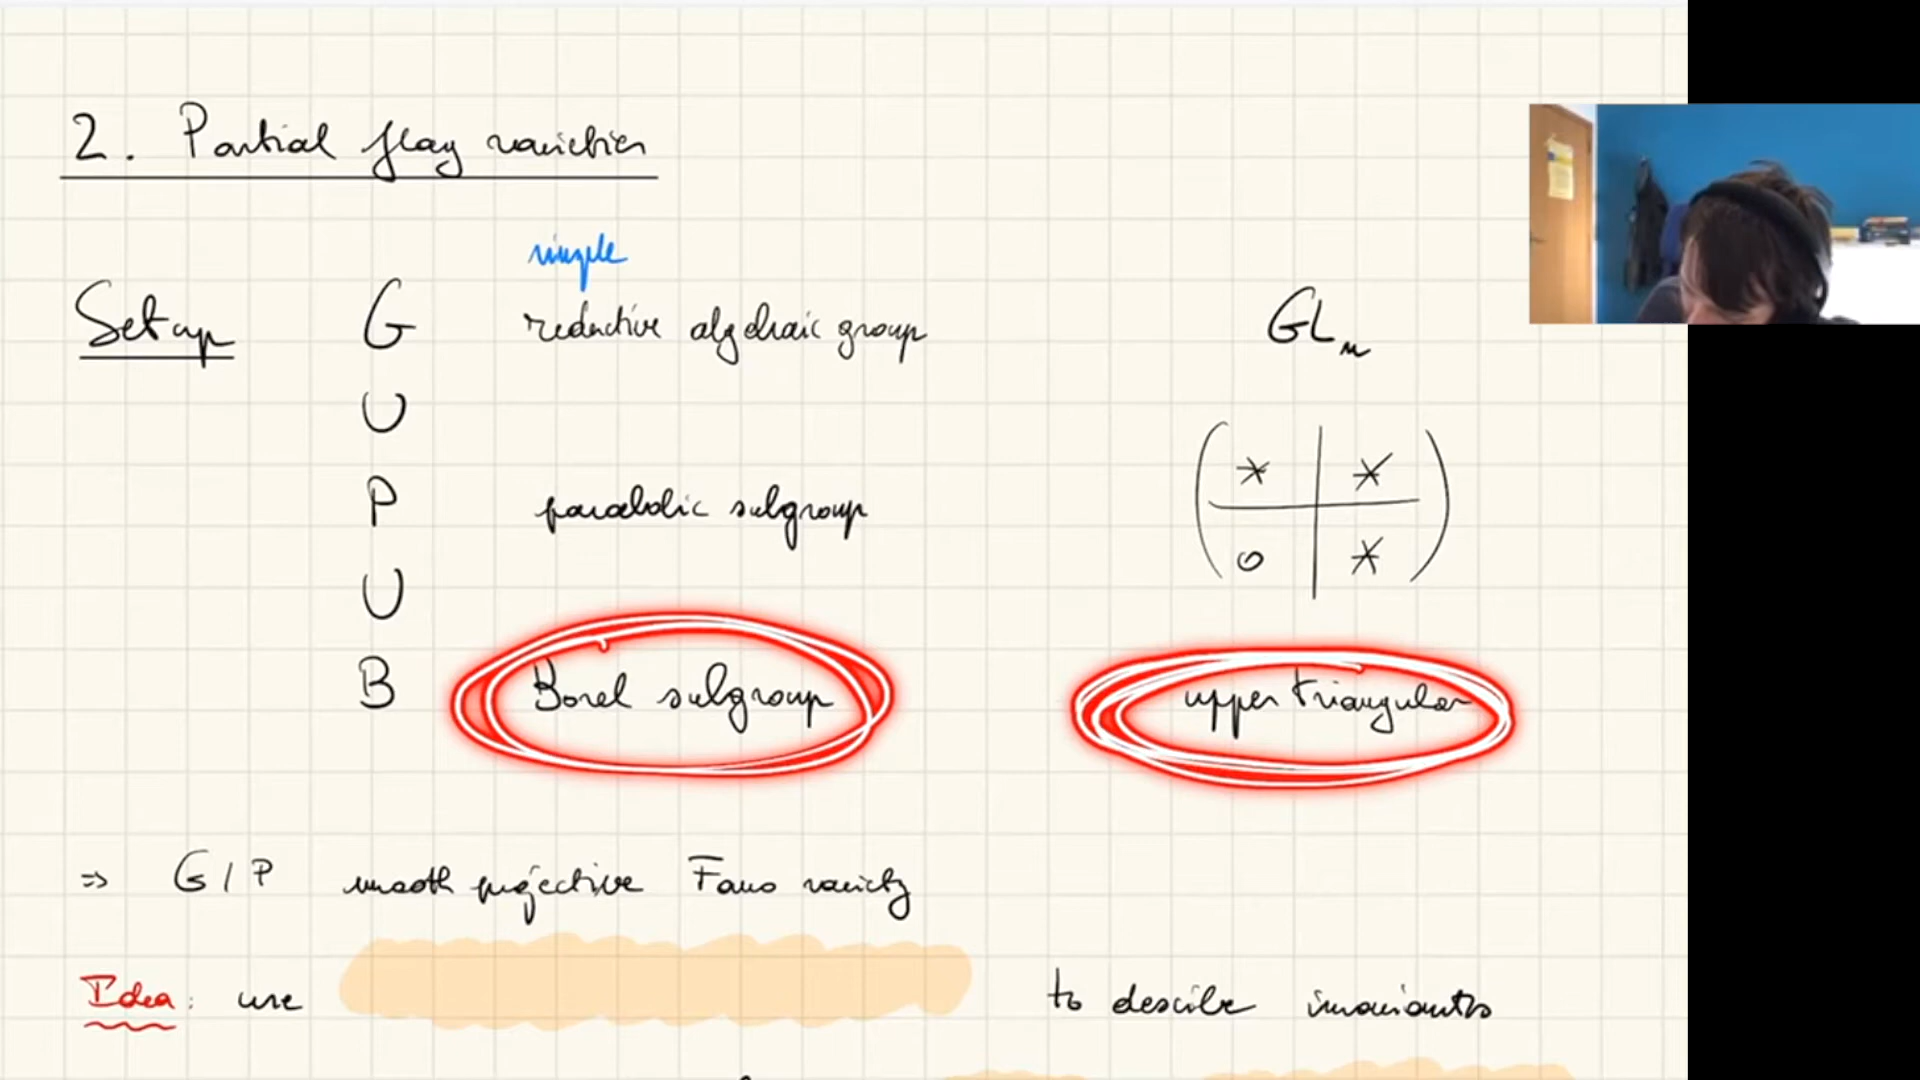 2. Partial flag varieties
simple
Setup G reductive algebraic group GLn
∪
P parabolic subgroup ( * | * / 0 | * )
∪
B Borel subgroup upper triangular
⇒ G/P smooth projective Fano variety
Idea: use to describe invariants